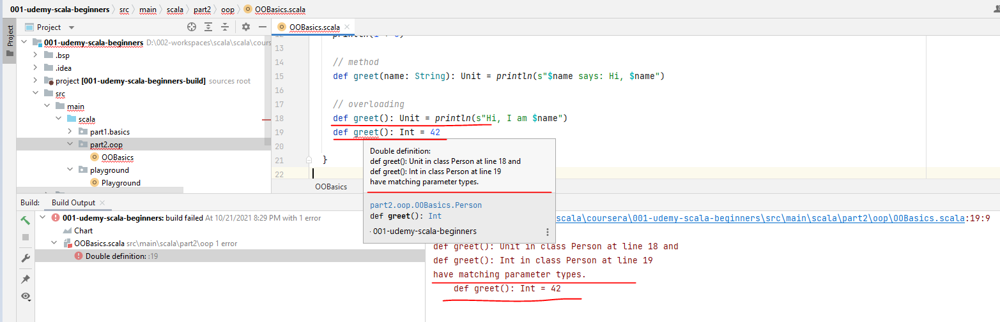 001-udemy-scala-beginners src main scala part2 oop OOBasics.scala
Project
Project
OOBasics.scala
001-udemy-scala-beginners D:\002-workspaces\scala\scala\cours
.bsp
.idea
project [001-udemy-scala-beginners-build] sources root
src
main
scala
part1.basics
part2.oop
OOBasics
playground
Playground
13
14 // method
15 def greet(name: String): Unit = println(s"$name says: Hi, $name")
16
17 // overloading
18 def greet(): Unit = println(s"Hi, I am $name")
19 def greet(): Int = 42
20
21 }
22
Double definition:
def greet(): Unit in class Person at line 18 and
def greet(): Int in class Person at line 19
have matching parameter types.
part2.oop.OOBasics.Person
def greet(): Int
001-udemy-scala-beginners
OOBasics
Build: Build Output
001-udemy-scala-beginners: build failed At 10/21/2021 8:29 PM with 1 error
Chart
OOBasics.scala src\main\scala\part2\oop 1 error
Double definition: :19
scala\coursera\001-udemy-scala-beginners\src\main\scala\part2\oop\OOBasics.scala:19:9
def greet(): Unit in class Person at line 18 and
def greet(): Int in class Person at line 19
have matching parameter types.
def greet(): Int = 42